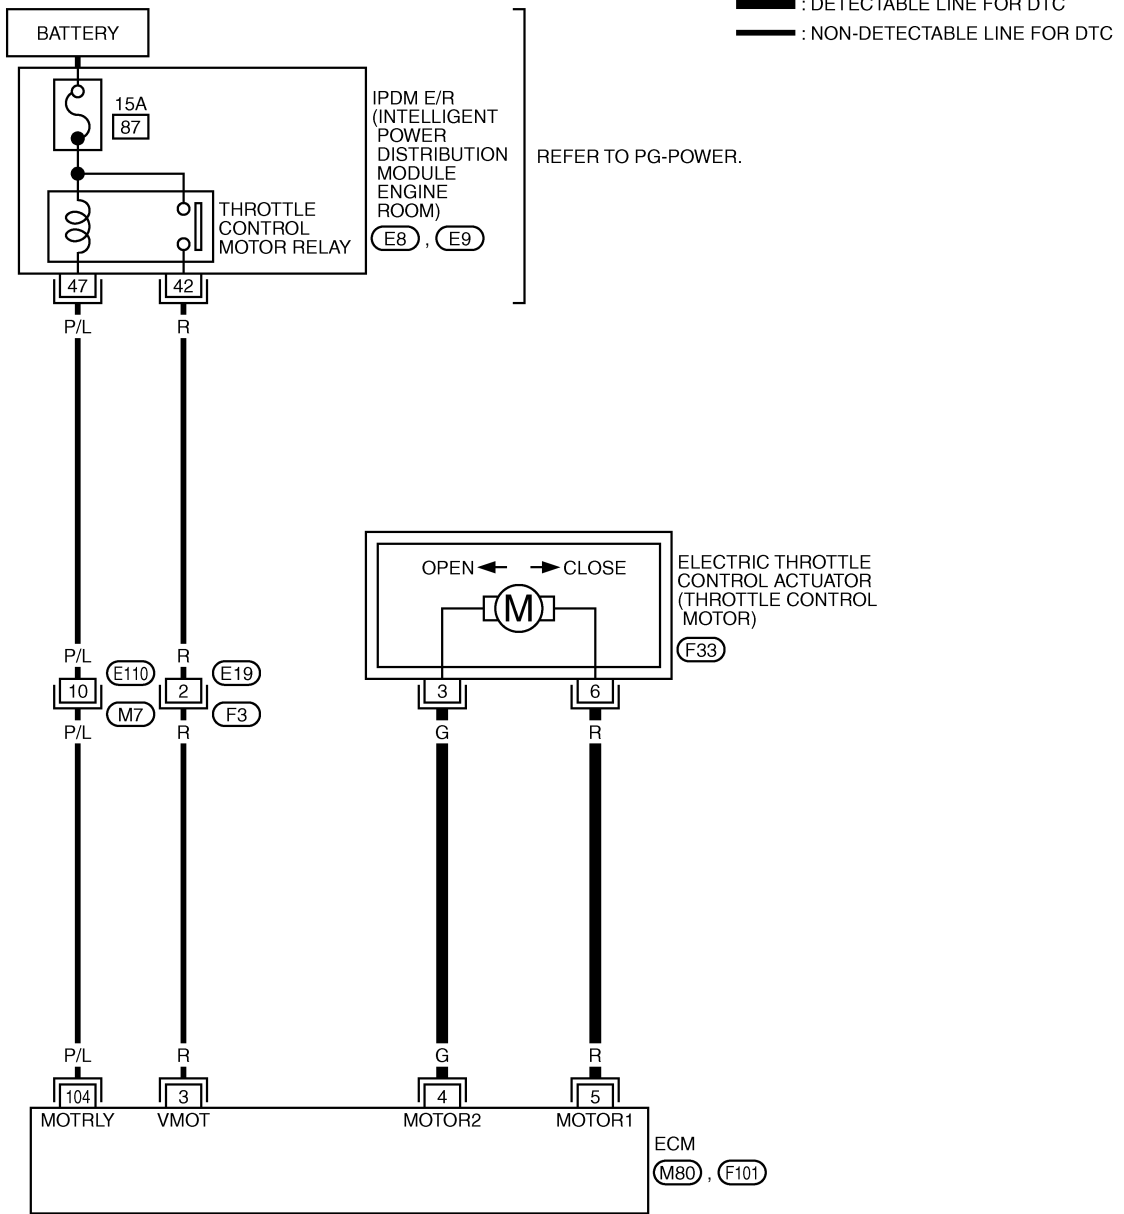 : DETECTABLE LINE FOR DTC
: NON-DETECTABLE LINE FOR DTC
BATTERY
15A
87
IPDM E/R
(INTELLIGENT
POWER
DISTRIBUTION
MODULE
ENGINE
ROOM)
E8 , E9
REFER TO PG-POWER.
THROTTLE
CONTROL
MOTOR RELAY
47 42
P/L R
OPEN CLOSE
M
ELECTRIC THROTTLE
CONTROL ACTUATOR
(THROTTLE CONTROL
MOTOR)
F33
P/L R
E110 E19
10 2 3 6
M7 F3
P/L R G R
P/L R G R
104 3 4 5
MOTRLY VMOT MOTOR2 MOTOR1
ECM
M80 , F101